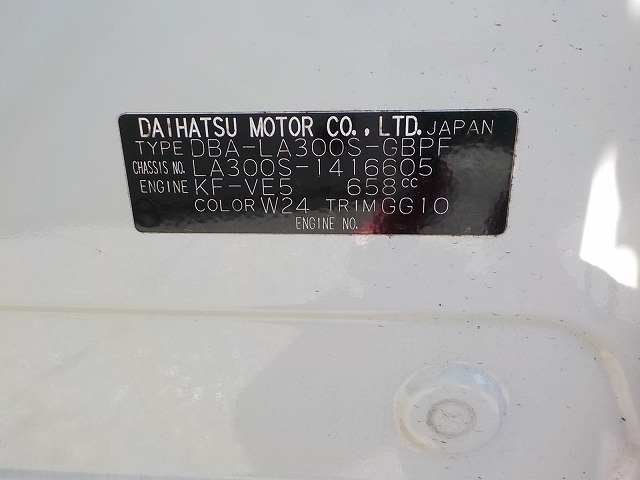 DAIHATSU MOTOR CO., LTD. JAPAN
TYPE DBA-LA300S-GBPF
CHASSIS NO. LA300S-1416605
ENGINE KF-VE5 658cc
COLOR W24 TRIM GG10
ENGINE NO.